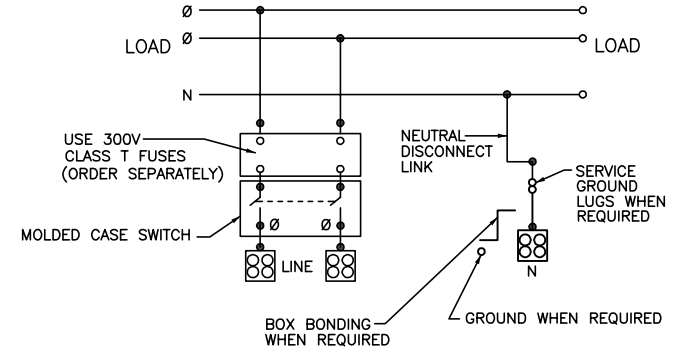 Ø
LOAD Ø LOAD
N
USE 300V
CLASS T FUSES
(ORDER SEPARATELY)
NEUTRAL
DISCONNECT
LINK
SERVICE
GROUND
LUGS WHEN
REQUIRED
MOLDED CASE SWITCH
Ø Ø
LINE
N
BOX BONDING
WHEN REQUIRED
GROUND WHEN REQUIRED